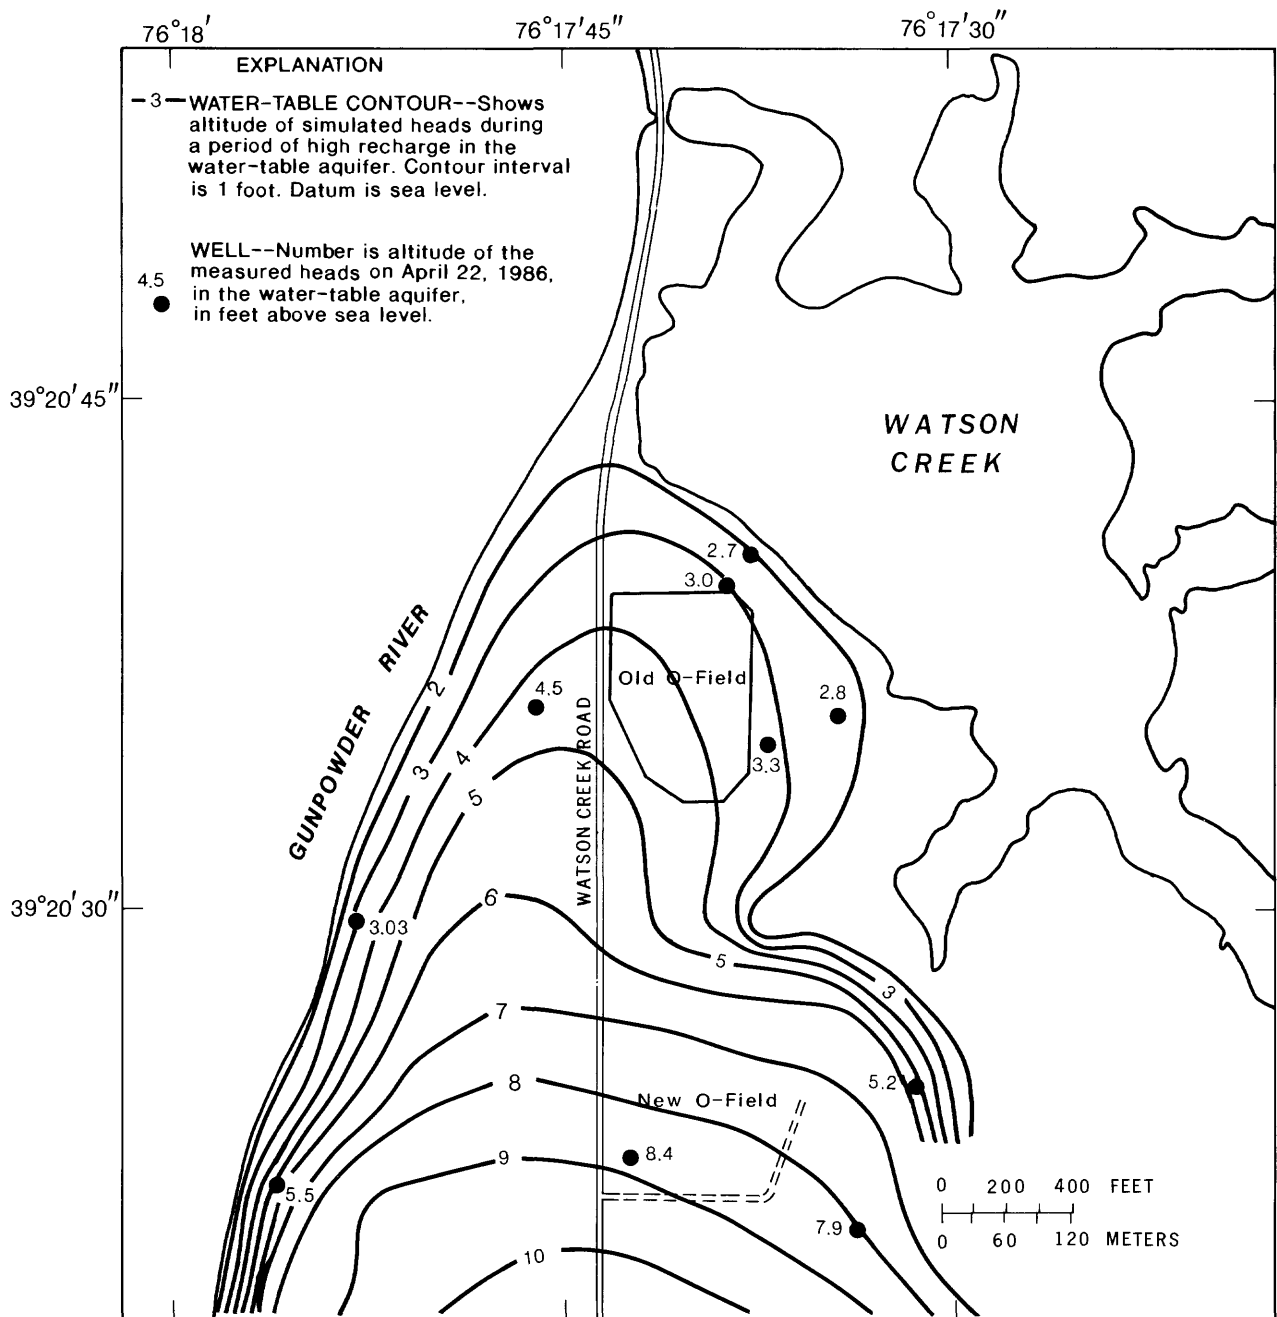 76°18'
76°17'45"
76°17'30"
EXPLANATION
-3- WATER-TABLE CONTOUR--Shows
altitude of simulated heads during
a period of high recharge in the
water-table aquifer. Contour interval
is 1 foot. Datum is sea level.
WELL--Number is altitude of the
measured heads on April 22, 1986,
in the water-table aquifer,
in feet above sea level.
4.5
39°20'45"
WATSON
CREEK
2.7
3.0
GUNPOWDER RIVER
Old O-Field
2
4.5
2.8
WATSON CREEK ROAD
3
4
3.3
5
39°20'30"
6
3.03
5
3
7
8
5.2
New O-Field
9
8.4
5.5
0 200 400 FEET
7.9
0 60 120 METERS
10